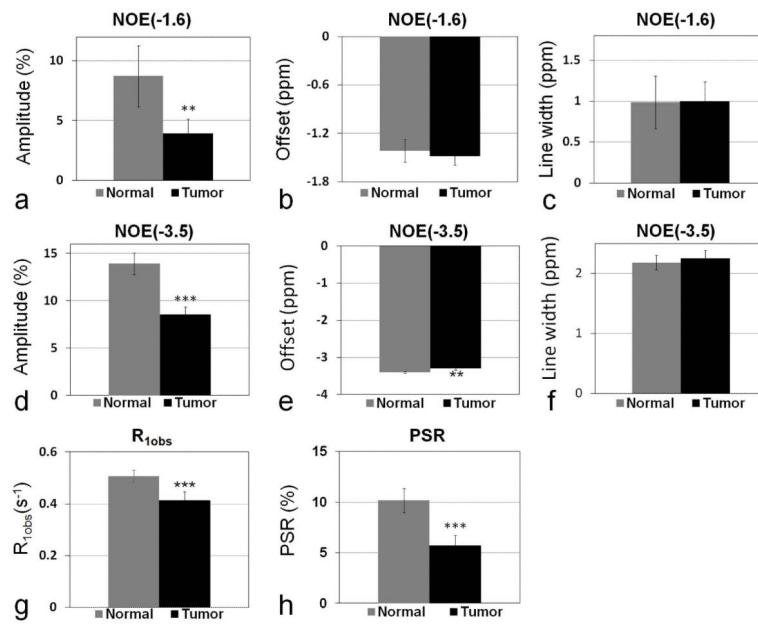 NOE(-1.6)
Amplitude (%)
10
5
**
0
Normal Tumor
a
NOE(-1.6)
Offset (ppm)
0
-0.6
-1.2
-1.8
Normal Tumor
b
NOE(-1.6)
Line width (ppm)
1.5
1
0.5
0
Normal Tumor
c
NOE(-3.5)
Amplitude (%)
15
10
***
5
0
Normal Tumor
d
NOE(-3.5)
Offset (ppm)
0
-1
-2
-3
**
-4
Normal Tumor
e
NOE(-3.5)
Line width (ppm)
2
1
0
Normal Tumor
f
R1obs
R1obs(s-1)
0.6
***
0.4
0.2
0
Normal Tumor
g
PSR
PSR (%)
15
10
***
5
0
Normal Tumor
h